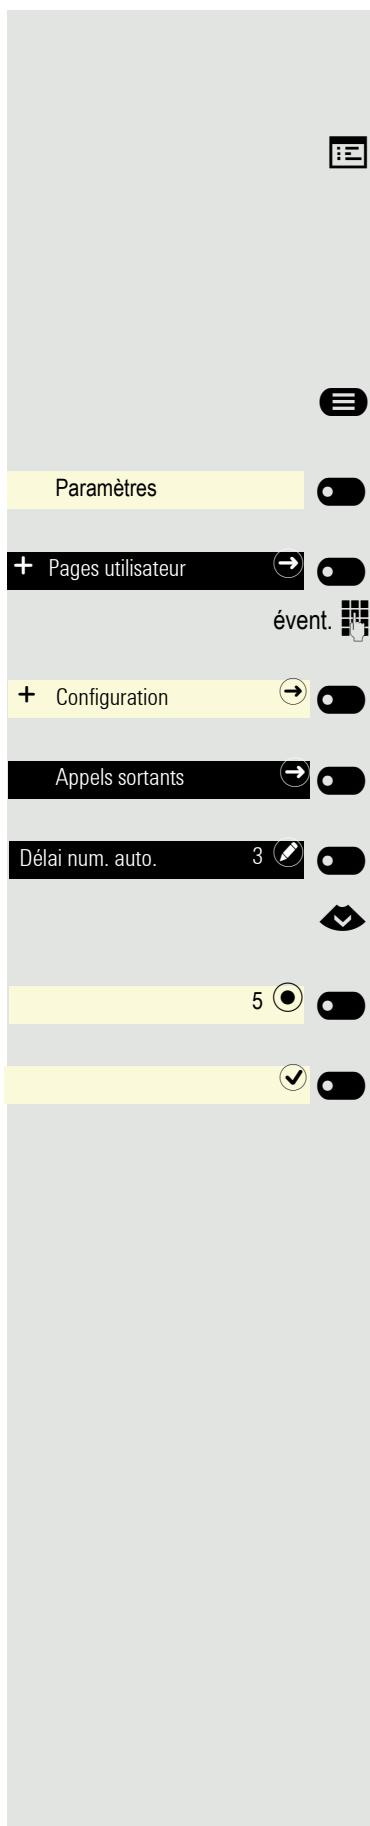 Paramètres
+ Pages utilisateur
évent.
+ Configuration
Appels sortants
Délai num. auto. 3
5